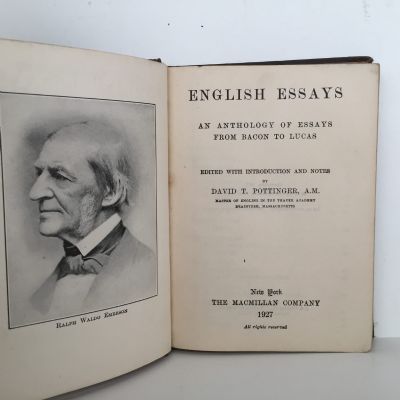 RALPH WALDO EMERSON
ENGLISH ESSAYS
AN ANTHOLOGY OF ESSAYS
FROM BACON TO LUCAS
EDITED WITH INTRODUCTION AND NOTES
BY
DAVID T. POTTINGER, A.M.
MASTER OF ENGLISH IN THE THAYER ACADEMY
BRAINTREE, MASSACHUSETTS
New York
THE MACMILLAN COMPANY
1927
All rights reserved